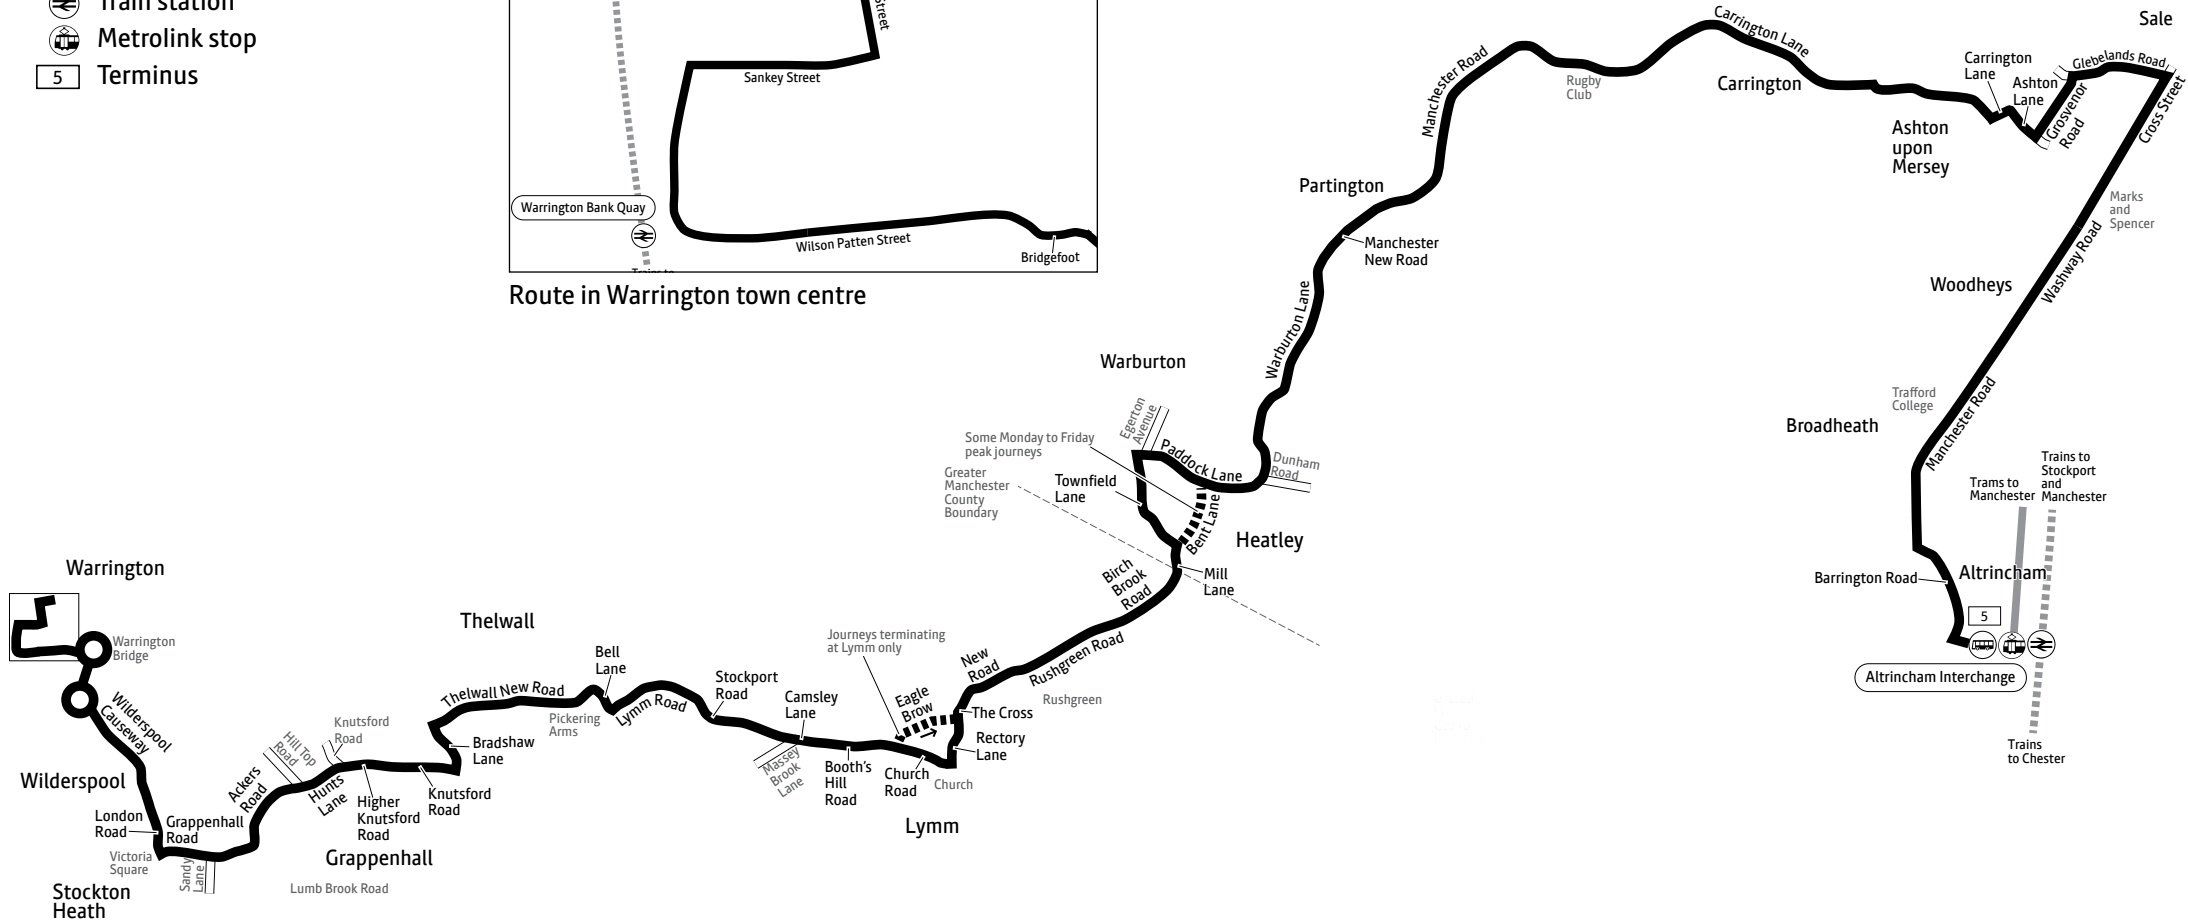 Train station
Metrolink stop
5 Terminus
Street
Sankey Street
Warrington Bank Quay
Wilson Patten Street
Bridgefoot
Trains to
Route in Warrington town centre
Sale
Carrington Lane
Manchester Road
Rugby
Club
Carrington
Carrington
Lane
Ashton
Lane
Glebelands Road
Grosvenor
Road
Cross Street
Ashton
upon
Mersey
Partington
Manchester
New Road
Marks
and
Spencer
Washway Road
Woodheys
Warburton Lane
Warburton
Trafford
College
Manchester Road
Broadheath
Egerton
Avenue
Some Monday to Friday
peak journeys
Paddock Lane
Dunham
Road
Greater
Manchester
County
Boundary
Townfield
Lane
Bent Lane
Heatley
Trains to
Stockport
and
Manchester
Trams to
Manchester
Birch
Brook
Road
Mill
Lane
Barrington Road
Altrincham
5
Altrincham Interchange
Trains
to Chester
Warrington
Warrington
Bridge
Thelwall
Wilderspool
Causeway
Wilderspool
Bell
Lane
Thelwall New Road
Pickering
Arms
Lymm Road
Stockport
Road
Camsley
Lane
Journeys terminating
at Lymm only
New
Road
Rushgreen Road
Rushgreen
Eagle
Brow
The Cross
Rectory
Lane
Knutsford
Road
Hill Top
Road
Bradshaw
Lane
Massey
Brook
Lane
Booth's
Hill
Road
Church
Road
Church
Lymm
Ackers
Road
Hunts
Lane
Higher
Knutsford
Road
Knutsford
Road
London
Road
Grappenhall
Road
Grappenhall
Victoria
Square
Sandy
Lane
Lumb Brook Road
Stockton
Heath